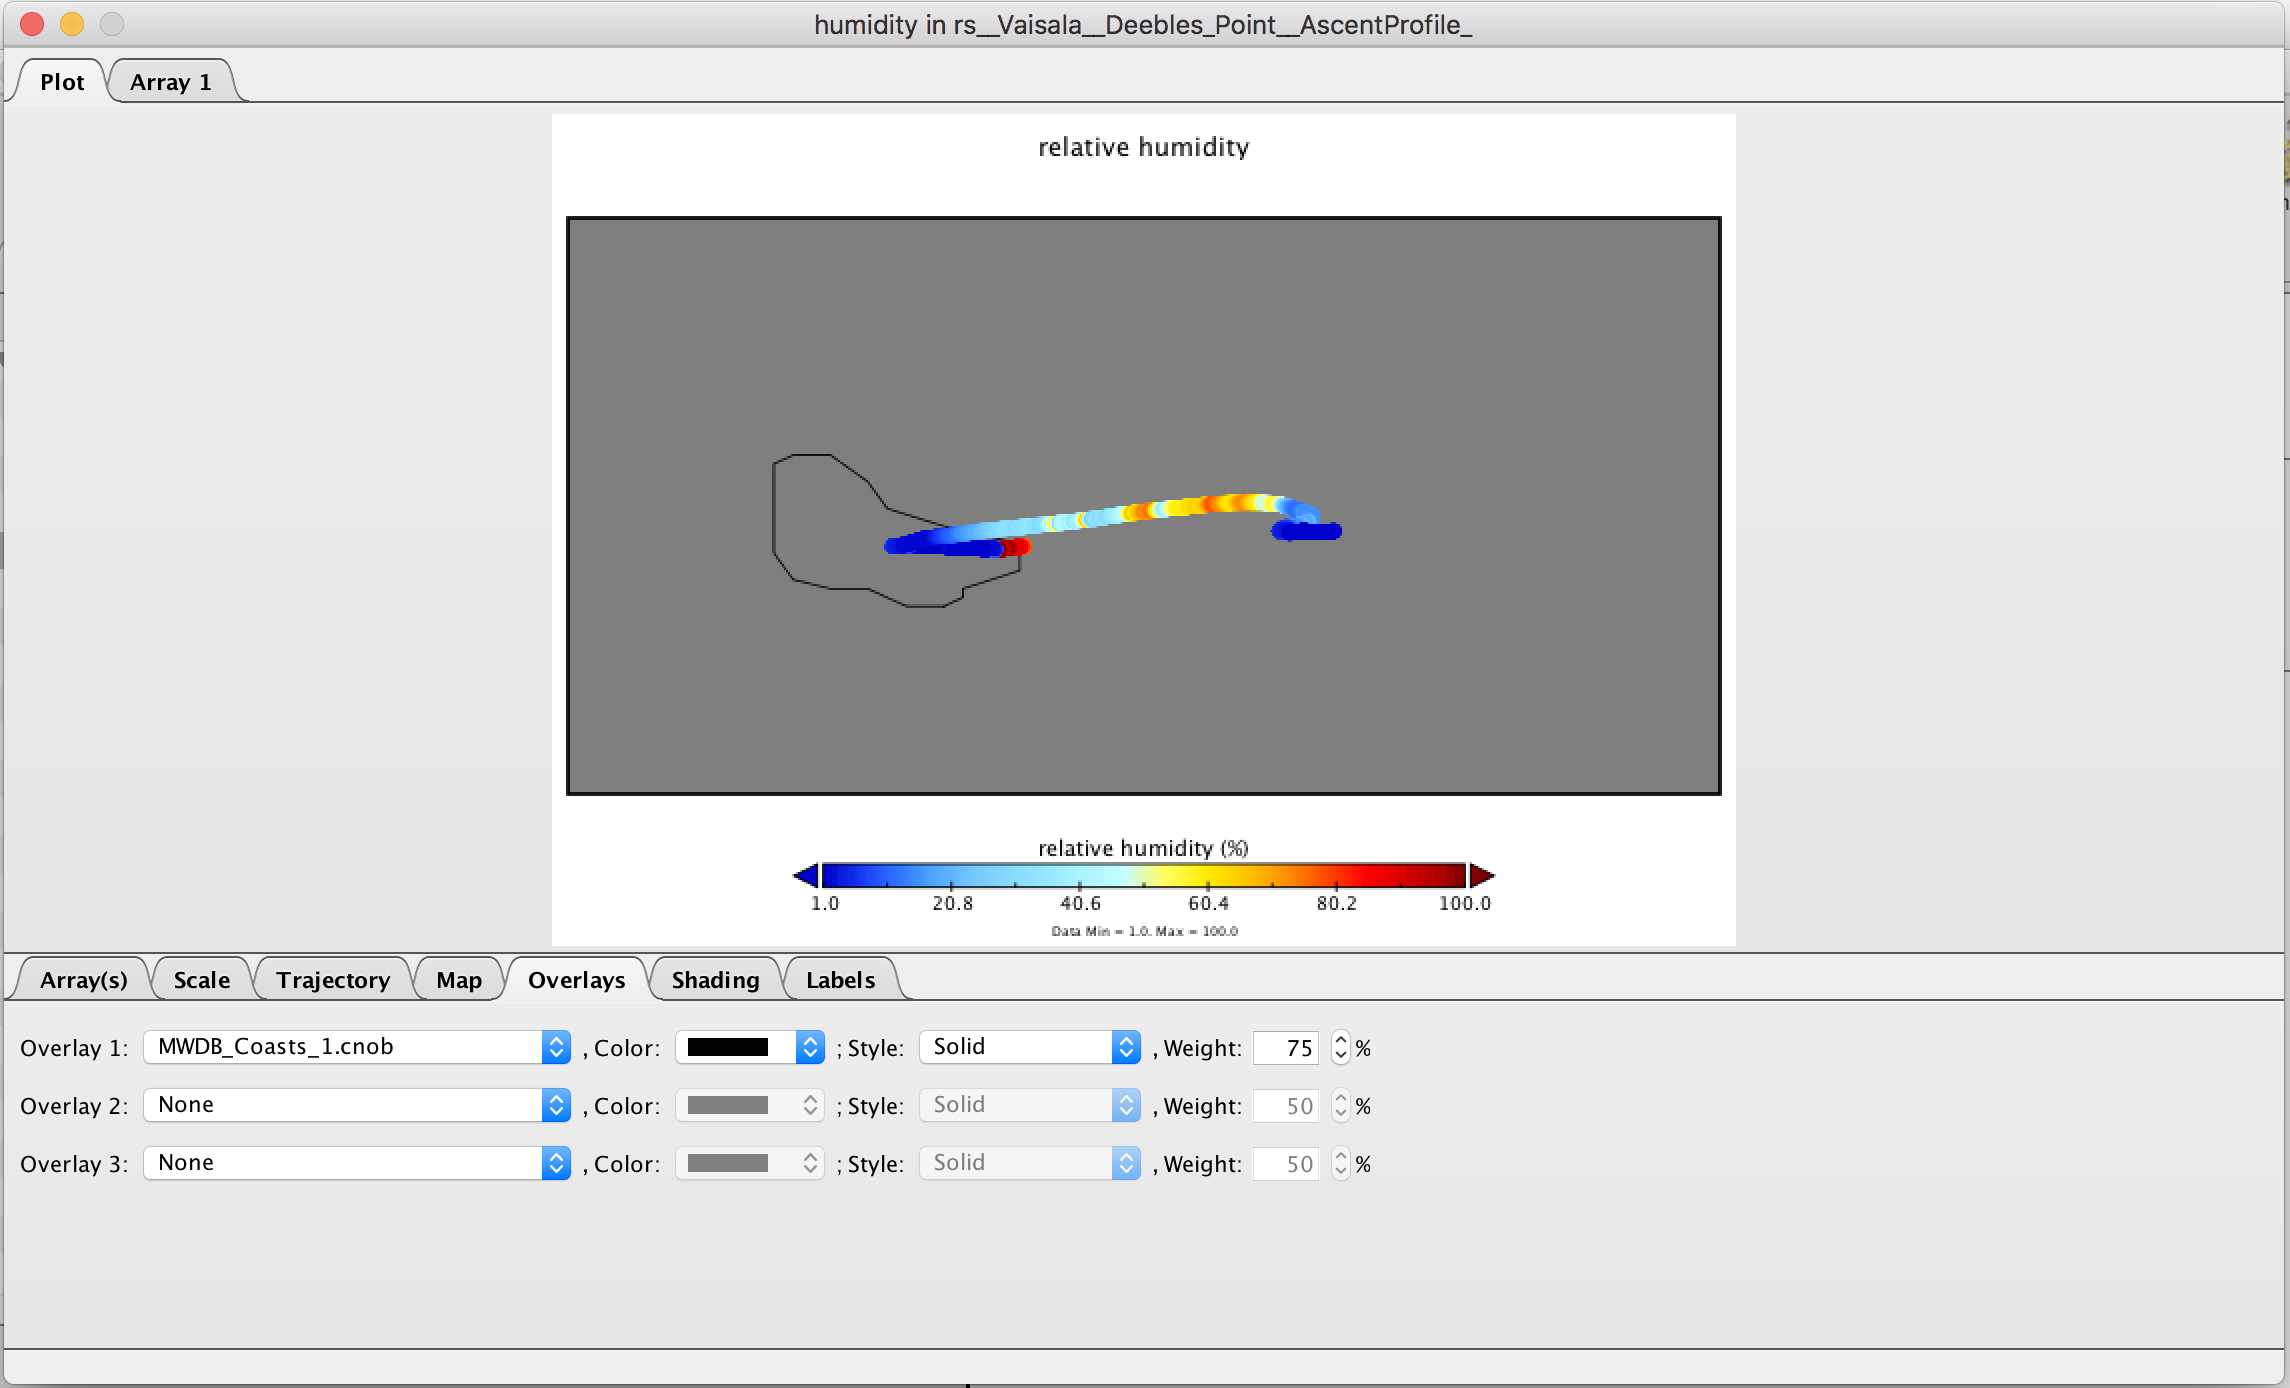 humidity in rs__Vaisala__Deebles_Point__AscentProfile_
Plot Array 1
relative humidity
relative humidity (%)
1.0 20.8 40.6 60.4 80.2 100.0
Data Min = 1.0, Max = 100.0
Array(s) Scale Trajectory Map Overlays Shading Labels
Overlay 1: MWDB_Coasts_1.cnob , Color: ; Style: Solid , Weight: 75 %
Overlay 2: None , Color: ; Style: Solid , Weight: 50 %
Overlay 3: None , Color: ; Style: Solid , Weight: 50 %